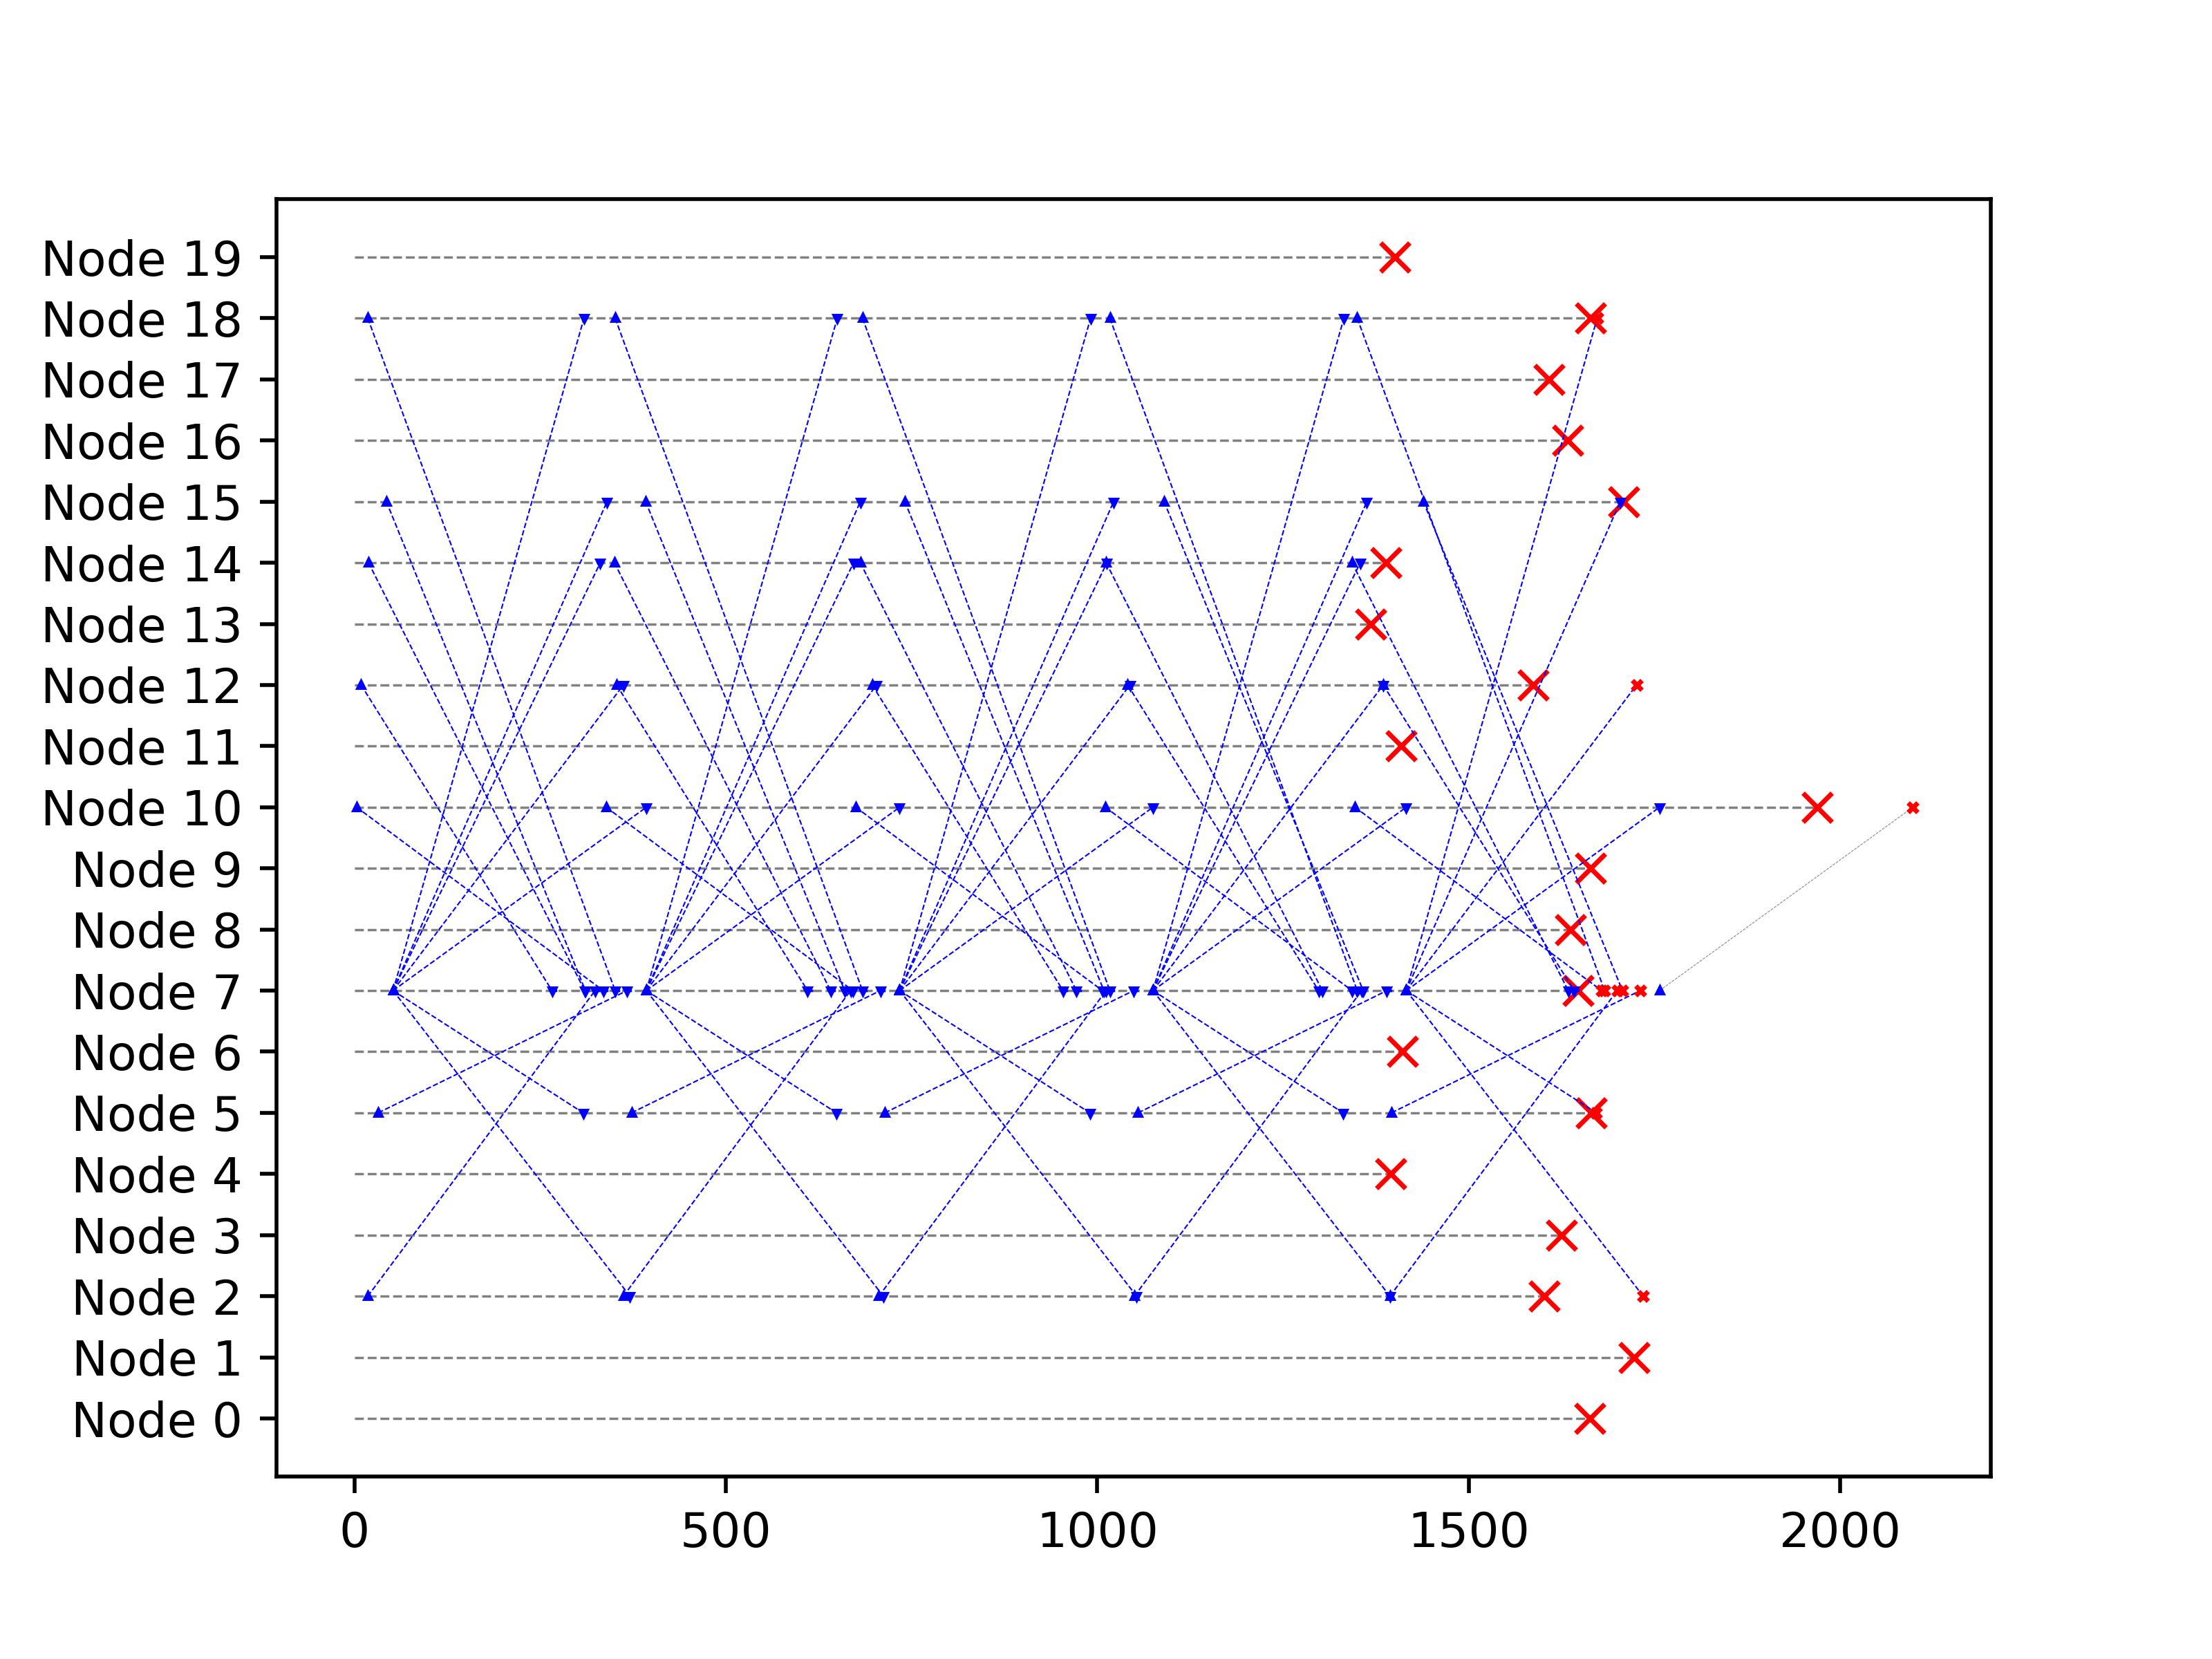 Node 19
Node 18
Node 17
Node 16
Node 15
Node 14
Node 13
Node 12
Node 11
Node 10
Node 9
Node 8
Node 7
Node 6
Node 5
Node 4
Node 3
Node 2
Node 1
Node 0
0 500 1000 1500 2000